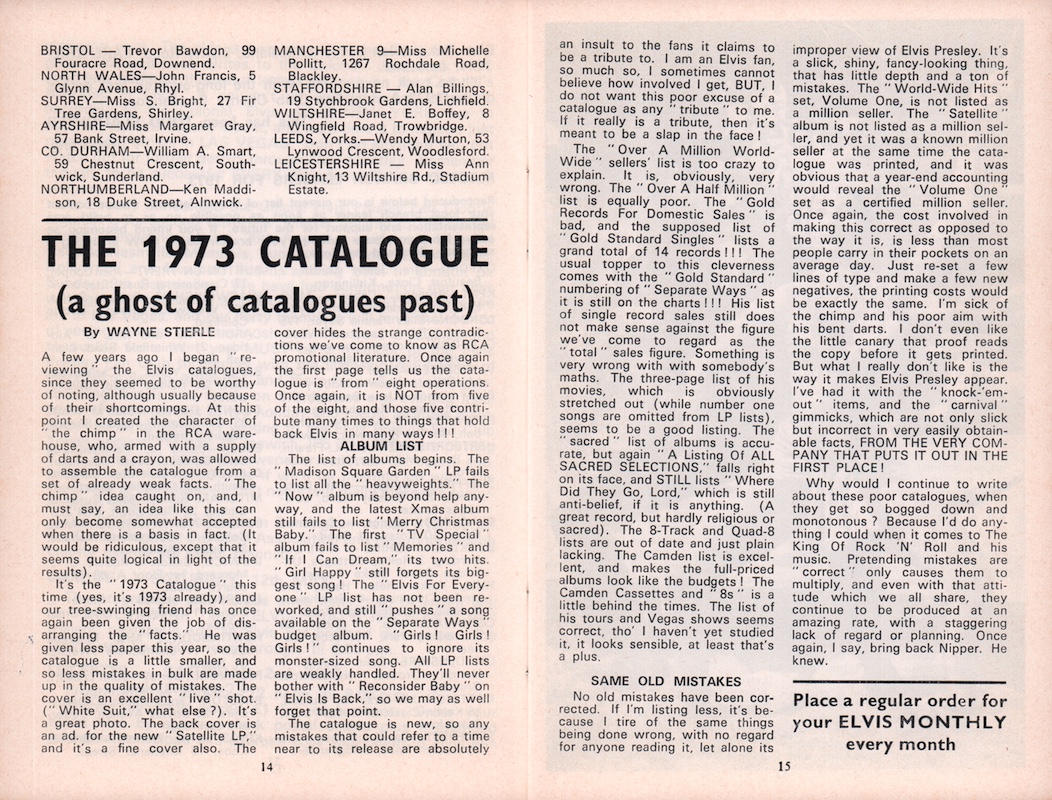 BRISTOL — Trevor Bawdon, 99
Fouracre Road, Downend.
NORTH WALES—John Francis, 5
Glynn Avenue, Rhyl.
SURREY—Miss S. Bright, 27 Fir
Tree Gardens, Shirley.
AYRSHIRE—Miss Margaret Gray,
57 Bank Street, Irvine.
CO. DURHAM—William A. Smart,
59 Chestnut Crescent, South-
wick, Sunderland.
NORTHUMBERLAND—Ken Maddi-
son, 18 Duke Street, Alnwick.
MANCHESTER 9—Miss Michelle
Pollitt, 1267 Rochdale Road,
Blackley.
STAFFORDSHIRE — Alan Billings,
19 Stychbrook Gardens, Lichfield.
WILTSHIRE—Janet E. Boffey, 8
Wingfield Road, Trowbridge.
LEEDS, Yorks.—Wendy Murton, 53
Lynwood Crescent, Woodlesford.
LEICESTERSHIRE — Miss Ann
Knight, 13 Wiltshire Rd., Stadium
Estate.
THE 1973 CATALOGUE
(a ghost of catalogues past)
By WAYNE STIERLE
A few years ago I began "re-
viewing" the Elvis catalogues,
since they seemed to be worthy
of noting, although usually because
of their shortcomings. At this
point I created the character of
"the chimp" in the RCA ware-
house, who, armed with a supply
of darts and a crayon, was allowed
to assemble the catalogue from a
set of already weak facts. "The
chimp" idea caught on, and, I
must say, an idea like this can
only become somewhat accepted
when there is a basis in fact. (It
would be ridiculous, except that it
seems quite logical in light of the
results).
It's the "1973 Catalogue" this
time (yes, it's 1973 already), and
our tree-swinging friend has once
again been given the job of dis-
arranging the "facts." He was
given less paper this year, so the
catalogue is a little smaller, and
so less mistakes in bulk are made
up in the quality of mistakes. The
cover is an excellent "live" shot.
("White Suit," what else?). It's
a great photo. The back cover is
an ad. for the new "Satellite LP,"
and it's a fine cover also. The
cover hides the strange contradic-
tions we've come to know as RCA
promotional literature. Once again
the first page tells us the cata-
logue is "from" eight operations.
Once again, it is NOT from five
of the eight, and those five contri-
bute many times to things that hold
back Elvis in many ways!!!
ALBUM LIST
The list of albums begins. The
"Madison Square Garden" LP fails
to list all the "heavyweights." The
"Now" album is beyond help any-
way, and the latest Xmas album
still fails to list "Merry Christmas
Baby." The first "TV Special"
album fails to list "Memories" and
"If I Can Dream," its two hits.
"Girl Happy" still forgets its big-
gest song! The "Elvis For Every-
one" LP list has not been re-
worked, and still "pushes" a song
available on the "Separate Ways"
budget album. "Girls! Girls!
Girls!" continues to ignore its
monster-sized song. All LP lists
are weakly handled. They'll never
bother with "Reconsider Baby" on
"Elvis Is Back," so we may as well
forget that point.
The catalogue is new, so any
mistakes that could refer to a time
near to its release are absolutely
14
an insult to the fans it claims to
be a tribute to. I am an Elvis fan,
so much so, I sometimes cannot
believe how involved I get, BUT, I
do not want this poor excuse of a
catalogue as any "tribute" to me.
If it really is a tribute, then it's
meant to be a slap in the face!
The "Over A Million World-
Wide" sellers' list is too crazy to
explain. It is, obviously, very
wrong. The "Over A Half Million"
list is equally poor. The "Gold
Records For Domestic Sales" is
bad, and the supposed list of
"Gold Standard Singles" lists a
grand total of 14 records!!! The
usual topper to this cleverness
comes with the "Gold Standard"
numbering of "Separate Ways" as
it is still on the charts!!! His list
of single record sales still does
not make sense against the figure
we've come to regard as the
"total" sales figure. Something is
very wrong with with somebody's
maths. The three-page list of his
movies, which is obviously
stretched out (while number one
songs are omitted from LP lists),
seems to be a good listing. The
"sacred" list of albums is accu-
rate, but again "A Listing Of ALL
SACRED SELECTIONS," falls right
on its face, and STILL lists "Where
Did They Go, Lord," which is still
anti-belief, if it is anything. (A
great record, but hardly religious or
sacred). The 8-Track and Quad-8
lists are out of date and just plain
lacking. The Camden list is excel-
lent, and makes the full-priced
albums look like the budgets! The
Camden Cassettes and "8s" is a
little behind the times. The list of
his tours and Vegas shows seems
correct, tho' I haven't yet studied
it, it looks sensible, at least that's
a plus.
SAME OLD MISTAKES
No old mistakes have been cor-
rected. If I'm listing less, it's be-
cause I tire of the same things
being done wrong, with no regard
for anyone reading it, let alone its
improper view of Elvis Presley. It's
a slick, shiny, fancy-looking thing,
that has little depth and a ton of
mistakes. The "World-Wide Hits"
set, Volume One, is not listed as
a million seller. The "Satellite"
album is not listed as a million sel-
ler, and yet it was a known million
seller at the same time the cata-
logue was printed, and it was
obvious that a year-end accounting
would reveal the "Volume One"
set as a certified million seller.
Once again, the cost involved in
making this correct as opposed to
the way it is, is less than most
people carry in their pockets on an
average day. Just re-set a few
lines of type and make a few new
negatives, the printing costs would
be exactly the same. I'm sick of
the chimp and his poor aim with
his bent darts. I don't even like
the little canary that proof reads
the copy before it gets printed.
But what I really don't like is the
way it makes Elvis Presley appear.
I've had it with the "knock-'em-
out" items, and the "carnival"
gimmicks, which are not only slick
but incorrect in very easily obtain-
able facts, FROM THE VERY COM-
PANY THAT PUTS IT OUT IN THE
FIRST PLACE!
Why would I continue to write
about these poor catalogues, when
they get so bogged down and
monotonous? Because I'd do any-
thing I could when it comes to The
King Of Rock 'N' Roll and his
music. Pretending mistakes are
"correct" only causes them to
multiply, and even with that atti-
tude which we all share, they
continue to be produced at an
amazing rate, with a staggering
lack of regard or planning. Once
again, I say, bring back Nipper. He
knew.
Place a regular order for
your ELVIS MONTHLY
every month
15